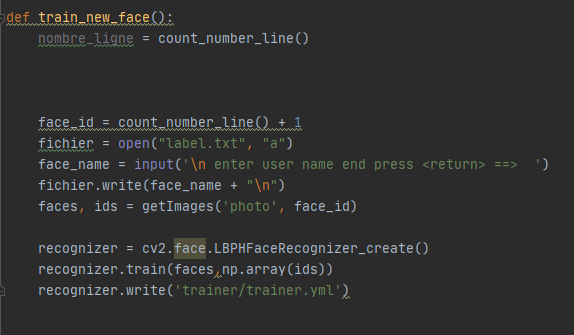 def train_new_face():
    nombre_ligne = count_number_line()
    face_id = count_number_line() + 1
    fichier = open("label.txt", "a")
    face_name = input('\n enter user name end press <return> ==>  ')
    fichier.write(face_name + "\n")
    faces, ids = getImages('photo', face_id)
    recognizer = cv2.face.LBPHFaceRecognizer_create()
    recognizer.train(faces,np.array(ids))
    recognizer.write('trainer/trainer.yml')